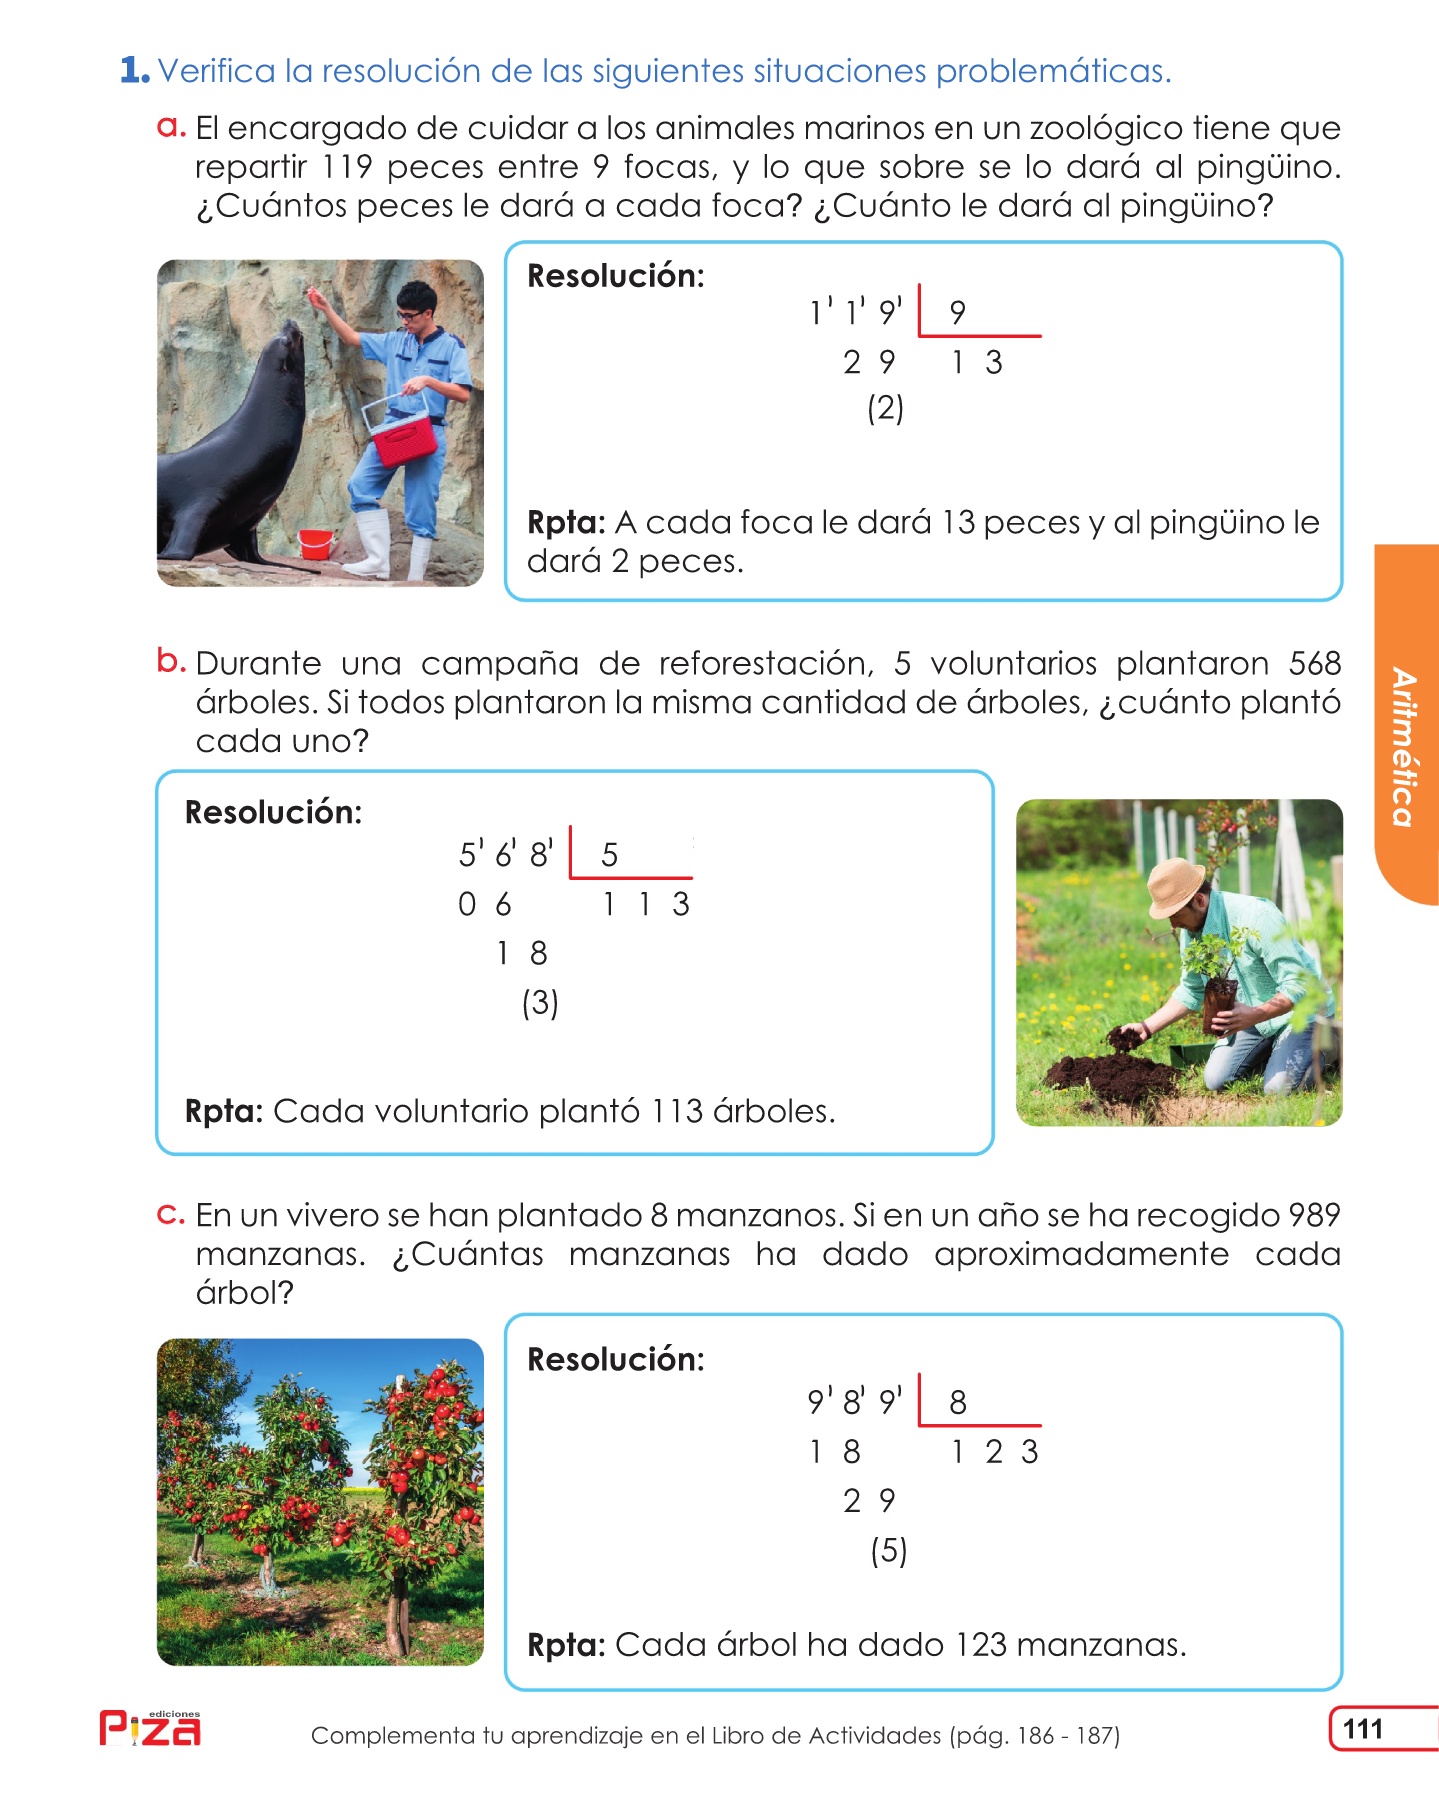 1. Verifica la resolución de las siguientes situaciones problemáticas.
a. El encargado de cuidar a los animales marinos en un zoológico tiene que
repartir 119 peces entre 9 focas, y lo que sobre se lo dará al pingüino.
¿Cuántos peces le dará a cada foca? ¿Cuánto le dará al pingüino?
Resolución:
1' 1' 9' 9
2 9 1 3
(2)
Rpta: A cada foca le dará 13 peces y al pingüino le
dará 2 peces.
Aritmética
b. Durante una campaña de reforestación, 5 voluntarios plantaron 568
árboles. Si todos plantaron la misma cantidad de árboles, ¿cuánto plantó
cada uno?
Resolución:
5' 6' 8' 5
0 6 1 1 3
1 8
(3)
Rpta: Cada voluntario plantó 113 árboles.
c. En un vivero se han plantado 8 manzanos. Si en un año se ha recogido 989
manzanas. ¿Cuántas manzanas ha dado aproximadamente cada
árbol?
Resolución:
9' 8' 9' 8
1 8 1 2 3
2 9
(5)
Rpta: Cada árbol ha dado 123 manzanas.
ediciones
Piza
Complementa tu aprendizaje en el Libro de Actividades (pág. 186 - 187)
111